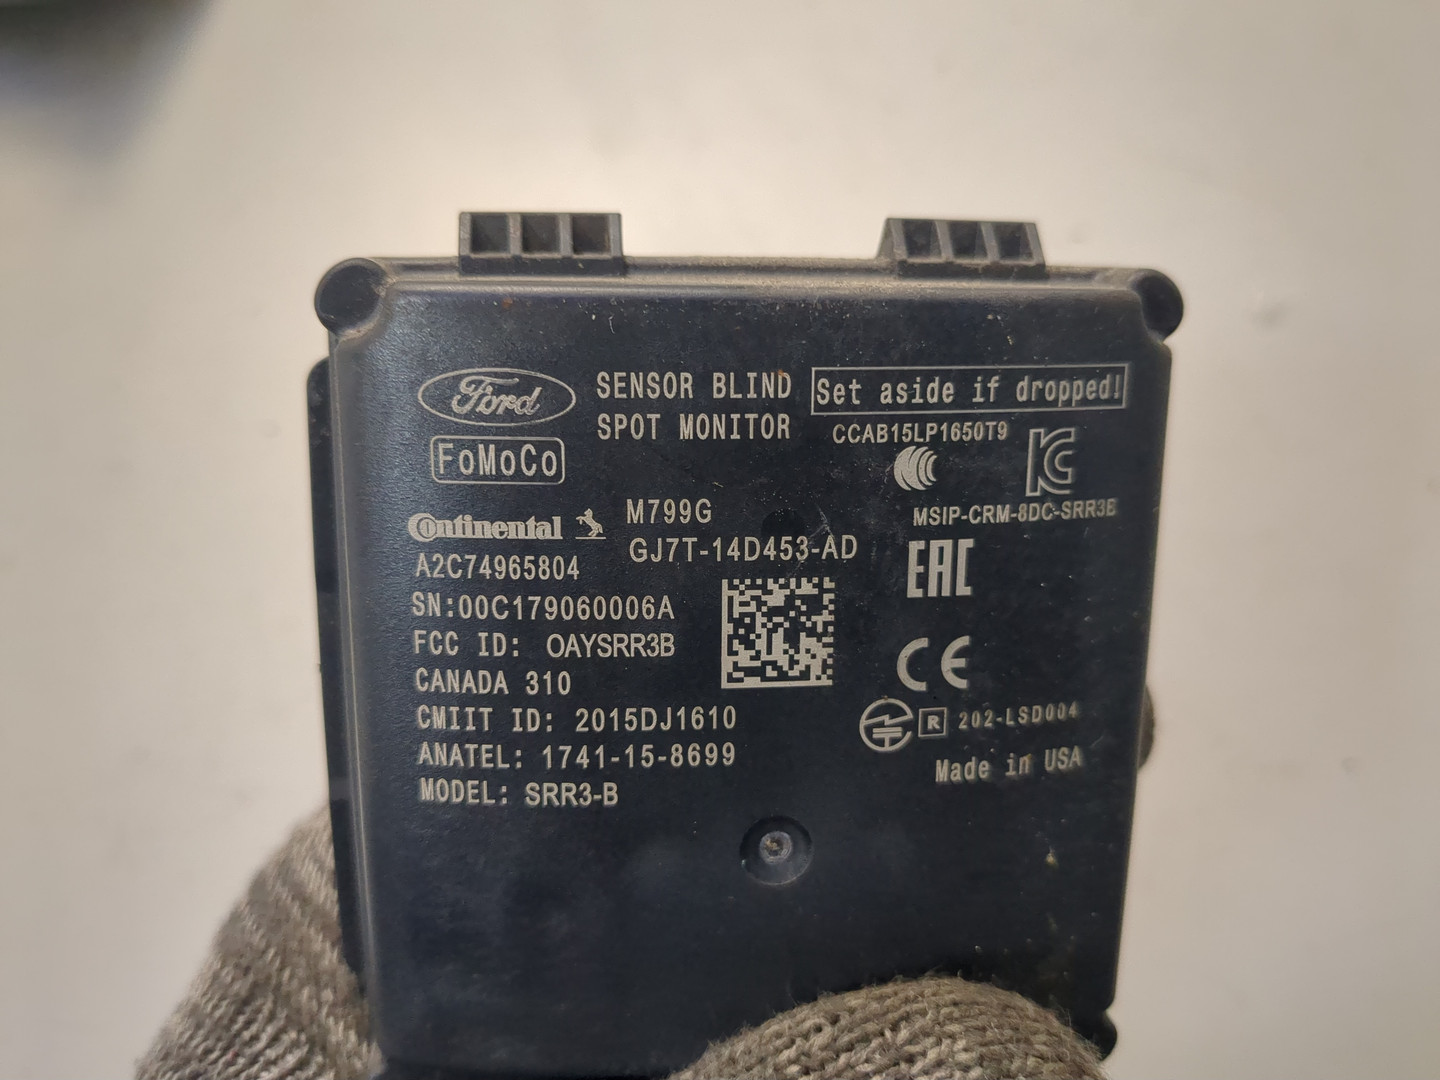 Ford
FoMoCo
SENSOR BLIND
SPOT MONITOR
Set aside if dropped!
CCAB15LP1650T9
MSIP-CRM-8DC-SRR3B
Continental
M799G
A2C74965804
GJ7T-14D453-AD
SN:00C179060006A
FCC ID: OAYSRR3B
CANADA 310
CMIIT ID: 2015DJ1610
ANATEL: 1741-15-8699
MODEL: SRR3-B
EAC
CE
R 202-LSD004
Made in USA